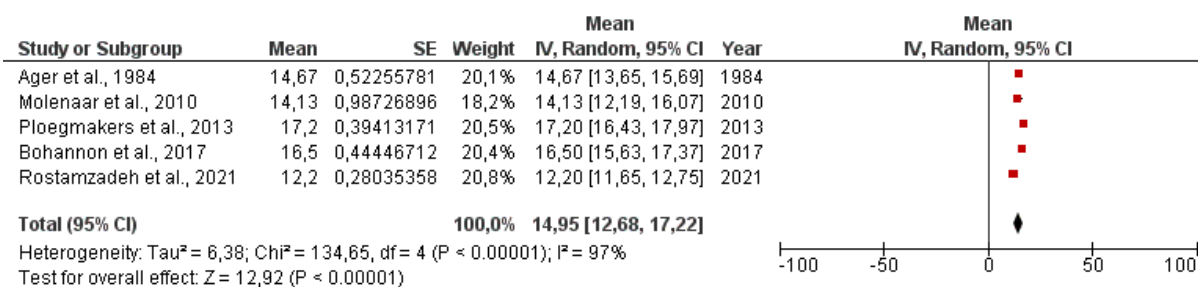 Mean Mean
Study or Subgroup Mean SE Weight IV, Random, 95% CI Year IV, Random, 95% CI
Ager et al., 1984 14,67 0,52255781 20,1% 14,67 [13,65, 15,69] 1984
Molenaar et al., 2010 14,13 0,98726896 18,2% 14,13 [12,19, 16,07] 2010
Ploegmakers et al., 2013 17,2 0,39413171 20,5% 17,20 [16,43, 17,97] 2013
Bohannon et al., 2017 16,5 0,44446712 20,4% 16,50 [15,63, 17,37] 2017
Rostamzadeh et al., 2021 12,2 0,28035358 20,8% 12,20 [11,65, 12,75] 2021
Total (95% CI) 100,0% 14,95 [12,68, 17,22]
Heterogeneity: Tau² = 6,38; Chi² = 134,65, df = 4 (P < 0.00001); I² = 97%
Test for overall effect: Z = 12,92 (P < 0.00001)
-100 -50 0 50 100